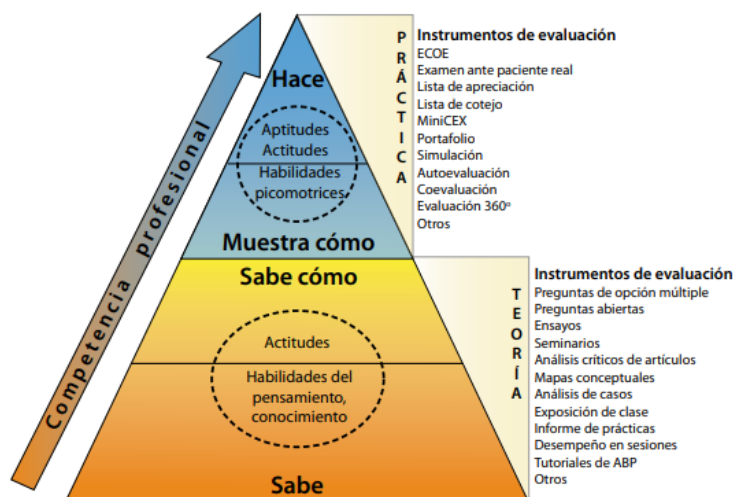 Competencia profesional
Hace
Aptitudes
Actitudes
Habilidades
picomotrices
Muestra cómo
Sabe cómo
Actitudes
Habilidades del
pensamiento,
conocimiento
Sabe
PRÁCTICA
Instrumentos de evaluación
ECOE
Examen ante paciente real
Lista de apreciación
Lista de cotejo
MiniCEX
Portafolio
Simulación
Autoevaluación
Coevaluación
Evaluación 360º
Otros
TEORÍA
Instrumentos de evaluación
Preguntas de opción múltiple
Preguntas abiertas
Ensayos
Seminarios
Análisis críticos de artículos
Mapas conceptuales
Análisis de casos
Exposición de clase
Informe de prácticas
Desempeño en sesiones
Tutoriales de ABP
Otros